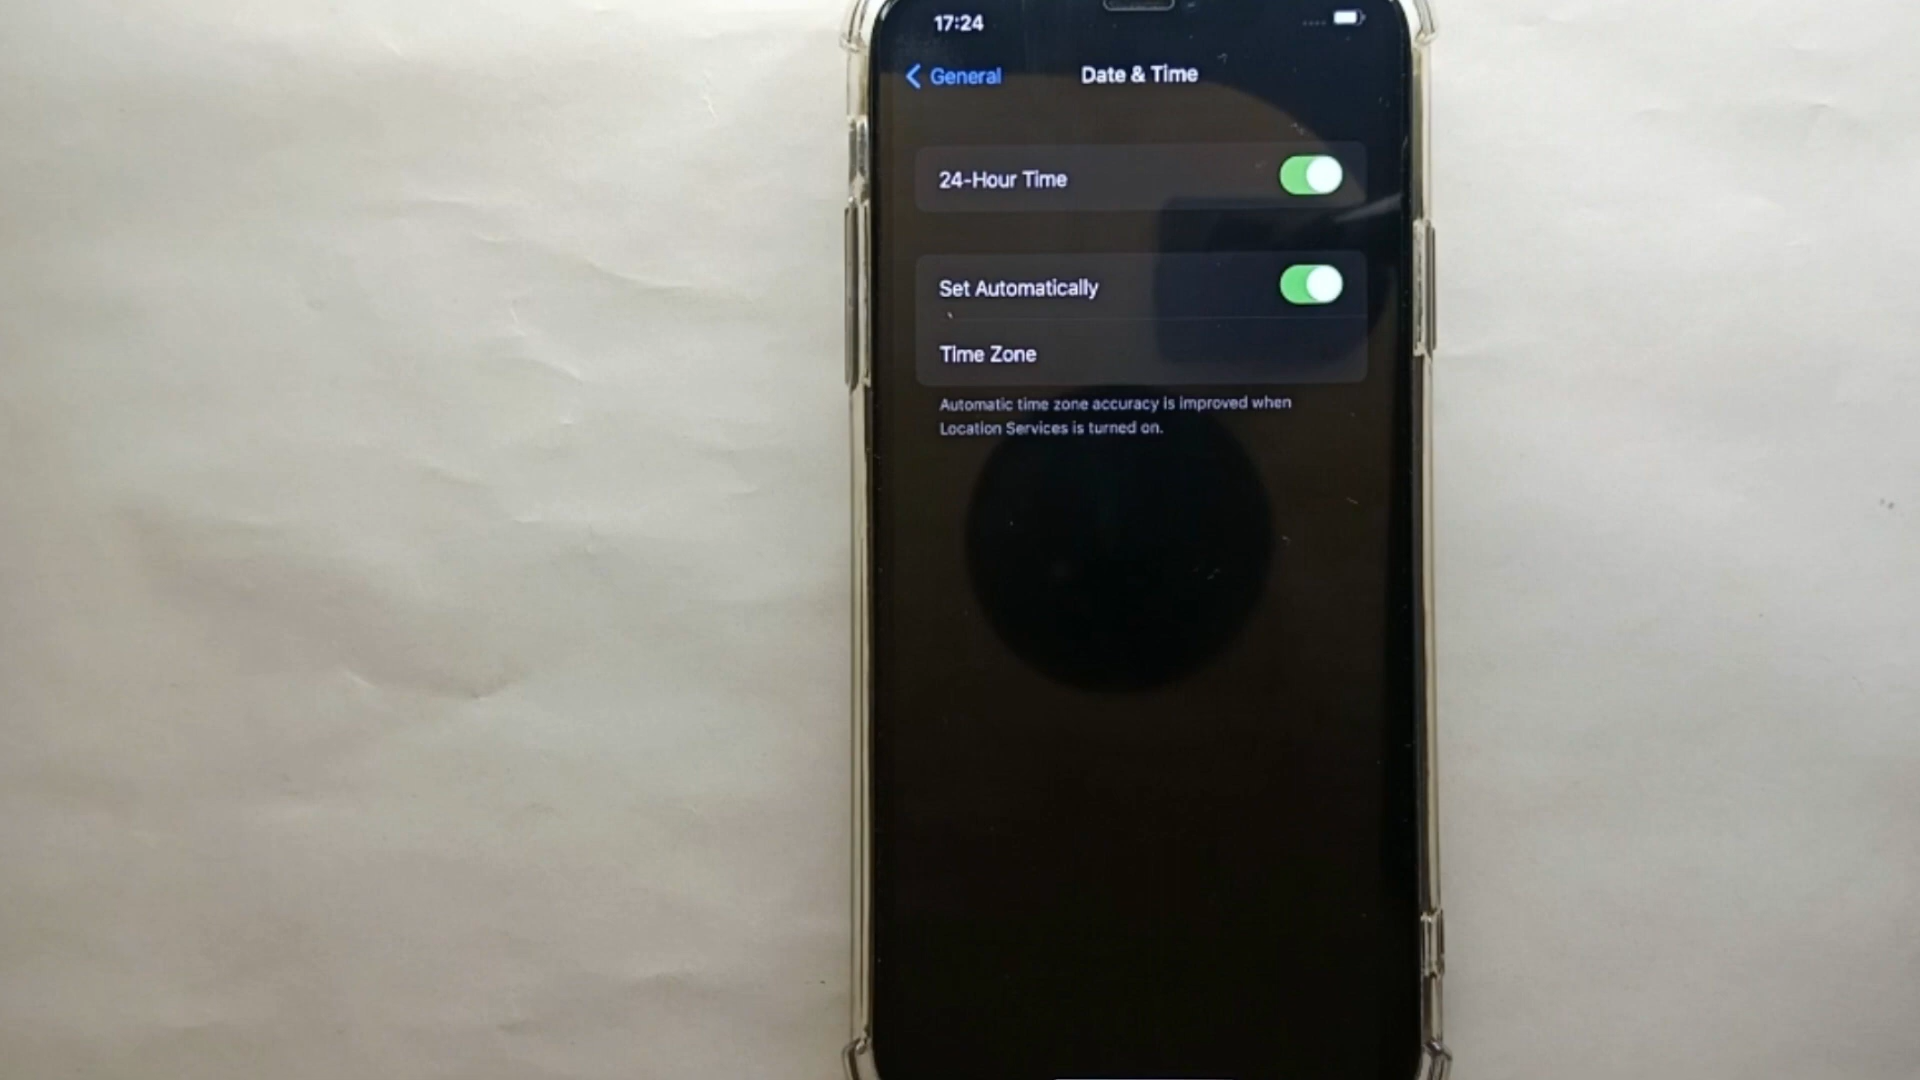 17:24
General
Date & Time
24-Hour Time
Set Automatically
Time Zone
Automatic time zone accuracy is improved when
Location Services is turned on.